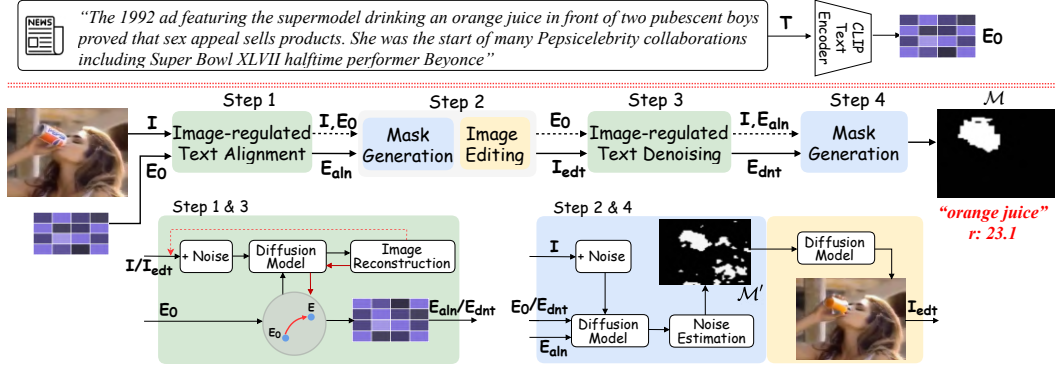 NEWS
“The 1992 ad featuring the supermodel drinking an orange juice in front of two pubescent boys
proved that sex appeal sells products. She was the start of many Pepsicelebrity collaborations
including Super Bowl XLVII halftime performer Beyonce”
T
CLIP
Text
Encoder
E0
Step 1
Step 2
Step 3
Step 4
M
I
E0
Image-regulated
Text Alignment
I,E0
Ealn
Mask
Generation
Image
Editing
E0
Iedt
Image-regulated
Text Denoising
I,Ealn
Ednt
Mask
Generation
“orange juice”
r: 23.1
Step 1 & 3
I/Iedt
+ Noise
Diffusion
Model
Image
Reconstruction
E0
E0
E
Ealn/Ednt
Step 2 & 4
I
+ Noise
E0/Ednt
Ealn
Diffusion
Model
Noise
Estimation
M′
Diffusion
Model
Iedt